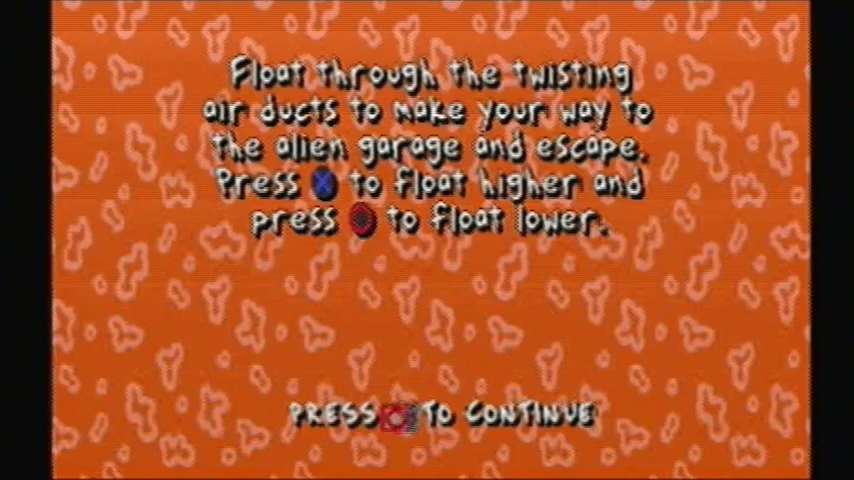 Float through the twisting
air ducts to make your way to
the alien garage and escape.
Press X to float higher and
press to float lower.
PRESS TO CONTINUE